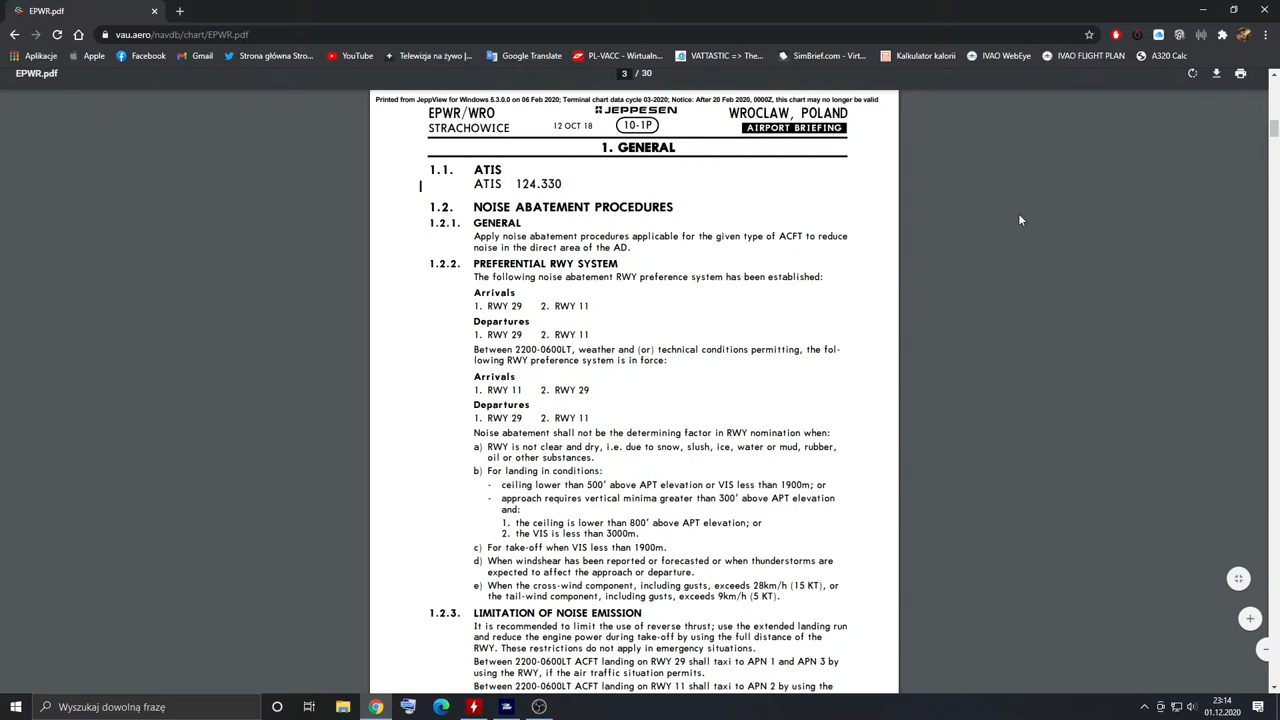 EPWR.pdf
vau.aero/navdb/chart/EPWR.pdf
Aplikacje Apple Facebook Strona główna Stro... YouTube Telewizja na żywo |... Google Translate PL-VACC - Wirtualn... VATTASTIC => The... SimBrief.com - Virt... Kalkulator kalorii IVAO WebEye IVAO FLIGHT PLAN A320 Calc
EPWR.pdf 3 / 30
Printed from JeppView for Windows 5.3.0.0 on 06 Feb 2020; Terminal chart data cycle 03-2020; Notice: After 20 Feb 2020, 0000Z, this chart may no longer be valid
EPWR/WRO JEPPESEN WROCLAW, POLAND
STRACHOWICE 12 OCT 18 10-1P AIRPORT BRIEFING
1. GENERAL
1.1. ATIS
ATIS 124.330
1.2. NOISE ABATEMENT PROCEDURES
1.2.1. GENERAL
Apply noise abatement procedures applicable for the given type of ACFT to reduce
noise in the direct area of the AD.
1.2.2. PREFERENTIAL RWY SYSTEM
The following noise abatement RWY preference system has been established:
Arrivals
1. RWY 29 2. RWY 11
Departures
1. RWY 29 2. RWY 11
Between 2200-0600LT, weather and (or) technical conditions permitting, the fol-
lowing RWY preference system is in force:
Arrivals
1. RWY 11 2. RWY 29
Departures
1. RWY 29 2. RWY 11
Noise abatement shall not be the determining factor in RWY nomination when:
a) RWY is not clear and dry, i.e. due to snow, slush, ice, water or mud, rubber,
oil or other substances.
b) For landing in conditions:
- ceiling lower than 500' above APT elevation or VIS less than 1900m; or
- approach requires vertical minima greater than 300' above APT elevation
and:
1. the ceiling is lower than 800' above APT elevation; or
2. the VIS is less than 3000m.
c) For take-off when VIS less than 1900m.
d) When windshear has been reported or forecasted or when thunderstorms are
expected to affect the approach or departure.
e) When the cross-wind component, including gusts, exceeds 28km/h (15 KT), or
the tail-wind component, including gusts, exceeds 9km/h (5 KT).
1.2.3. LIMITATION OF NOISE EMISSION
It is recommended to limit the use of reverse thrust; use the extended landing run
and reduce the engine power during take-off by using the full distance of the
RWY. These restrictions do not apply in emergency situations.
Between 2200-0600LT ACFT landing on RWY 29 shall taxi to APN 1 and APN 3 by
using the RWY, if the air traffic situation permits.
Between 2200-0600LT ACFT landing on RWY 11 shall taxi to APN 2 by using the
Wyszukaj dowolną frazę
23:14
01.12.2020